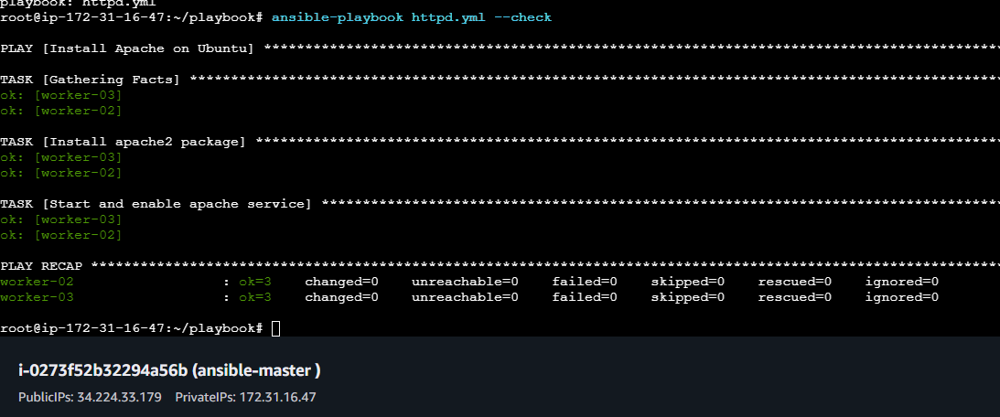 playbook: httpd.yml
root@ip-172-31-16-47:~/playbook# ansible-playbook httpd.yml --check
PLAY [Install Apache on Ubuntu] ******************************************************************************************
TASK [Gathering Facts] ***************************************************************************************************
ok: [worker-03]
ok: [worker-02]
TASK [Install apache2 package] *******************************************************************************************
ok: [worker-03]
ok: [worker-02]
TASK [Start and enable apache service] ***********************************************************************************
ok: [worker-03]
ok: [worker-02]
PLAY RECAP ***************************************************************************************************************
worker-02 : ok=3 changed=0 unreachable=0 failed=0 skipped=0 rescued=0 ignored=0
worker-03 : ok=3 changed=0 unreachable=0 failed=0 skipped=0 rescued=0 ignored=0
root@ip-172-31-16-47:~/playbook#
i-0273f52b32294a56b (ansible-master )
PublicIPs: 34.224.33.179 PrivateIPs: 172.31.16.47